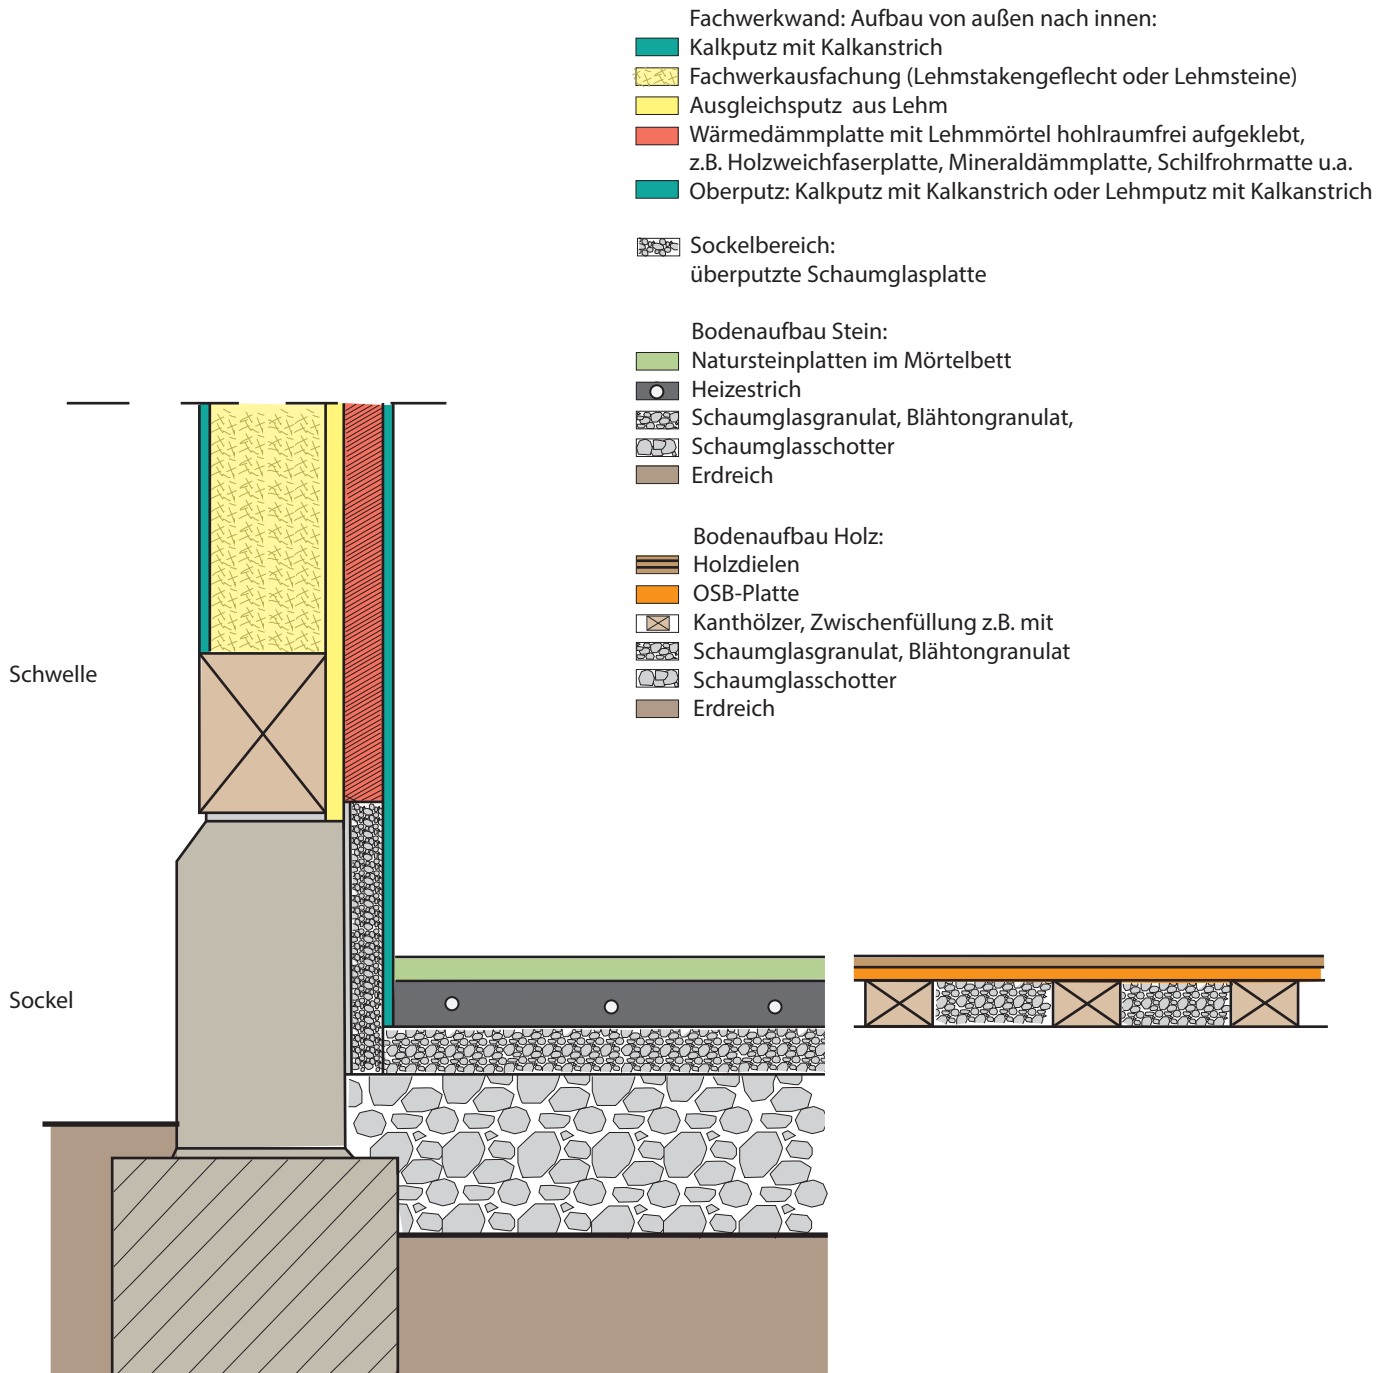 Fachwerkwand: Aufbau von außen nach innen:
Kalkputz mit Kalkanstrich
Fachwerkausfachung (Lehmstakengeflecht oder Lehmsteine)
Ausgleichsputz aus Lehm
Wärmedämmplatte mit Lehmmörtel hohlraumfrei aufgeklebt,
z.B. Holzweichfaserplatte, Mineraldämmplatte, Schilfrohrmatte u.a.
Oberputz: Kalkputz mit Kalkanstrich oder Lehmputz mit Kalkanstrich
Sockelbereich:
überputzte Schaumglasplatte
Bodenaufbau Stein:
Natursteinplatten im Mörtelbett
Heizestrich
Schaumglasgranulat, Blähtongranulat,
Schaumglasschotter
Erdreich
Bodenaufbau Holz:
Holzdielen
OSB-Platte
Kanthölzer, Zwischenfüllung z.B. mit
Schaumglasgranulat, Blähtongranulat
Schaumglasschotter
Erdreich
Schwelle
Sockel